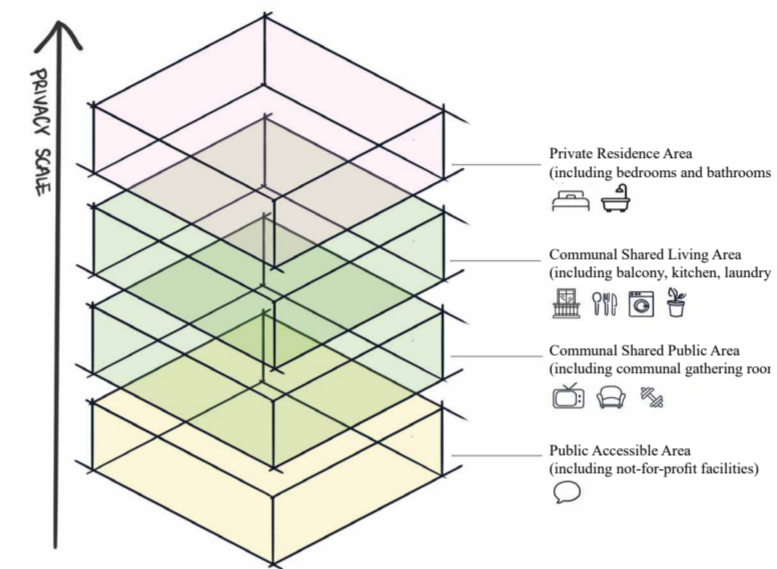 PRIVACY SCALE
Private Residence Area
(including bedrooms and bathrooms
Communal Shared Living Area
(including balcony, kitchen, laundry
Communal Shared Public Area
(including communal gathering
Public Accessible Area
(including not-for-profit facilities)